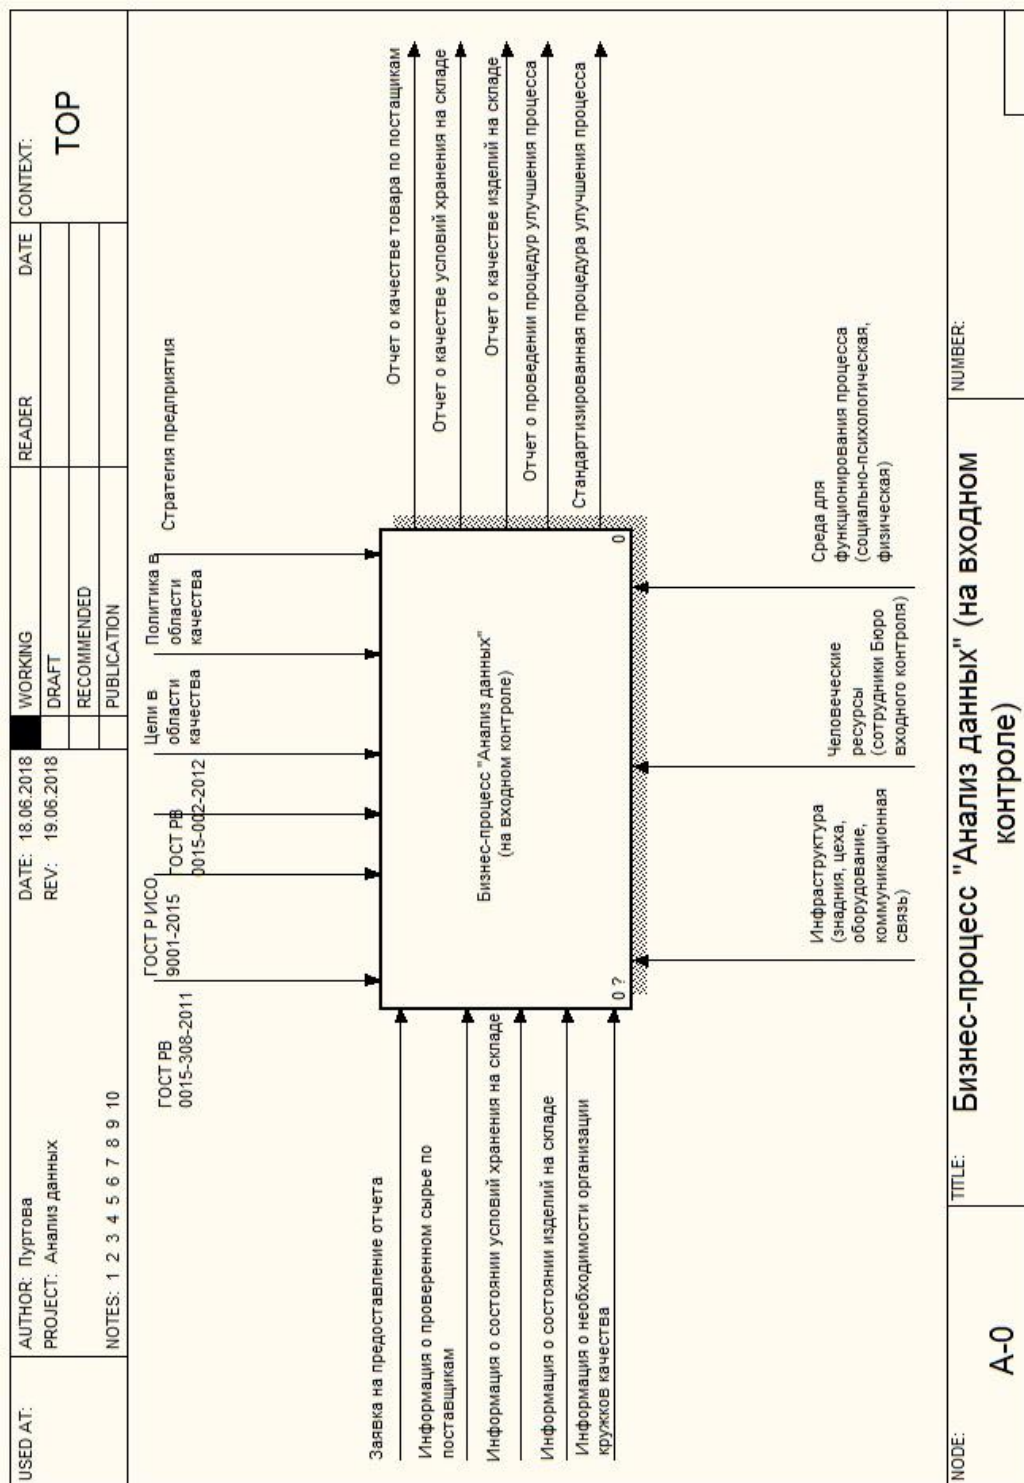 USED AT:
AUTHOR: Пуртова
DATE: 18.06.2018
WORKING
READER
DATE
CONTEXT:
PROJECT: Анализ данных
REV: 19.06.2018
DRAFT
TOP
RECOMMENDED
NOTES: 1 2 3 4 5 6 7 8 9 10
PUBLICATION
ГОСТ РВ
0015-308-2011
ГОСТ Р ИСО
9001-2015
ГОСТ РВ
0015-002-2012
Цели в
области
качества
Политика в
области
качества
Стратегия предприятия
Заявка на предоставление отчета
Информация о проверенном сырье по
поставщикам
Информация о состоянии условий хранения на складе
Информация о состоянии изделий на складе
Информация о необходимости организации
кружков качества
Бизнес-процесс "Анализ данных"
(на входном контроле)
0 ?
0
Отчет о качестве товара по постащикам
Отчет о качестве условий хранения на складе
Отчет о качестве изделий на складе
Отчет о проведении процедур улучшения процесса
Стандартизированная процедура улучшения процесса
Инфраструктура
(знадния, цеха,
оборудование,
коммуникационная
связь)
Человеческие
ресурсы
(сотрудники Бюро
входного контроля)
Среда для
функционирования процесса
(социально-психологическая,
физическая)
NODE:
A-0
TITLE:
Бизнес-процесс "Анализ данных" (на входном
контроле)
NUMBER: